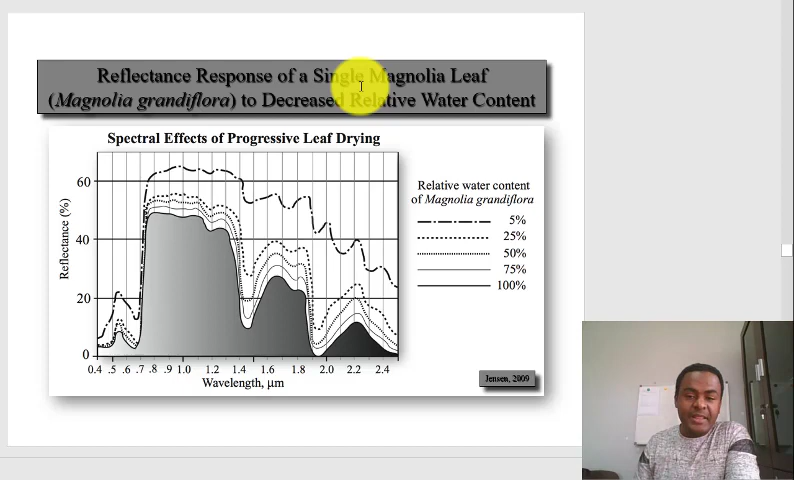 Reflectance Response of a Single Magnolia Leaf
(Magnolia grandiflora) to Decreased Relative Water Content
Spectral Effects of Progressive Leaf Drying
Reflectance (%)
60
40
20
0
0.4 .5 .6 .7 .8 .9 1.0 1.2 1.4 1.6 1.8 2.0 2.2 2.4
Wavelength, μm
Relative water content
of Magnolia grandiflora
5%
25%
50%
75%
100%
Jensen, 2009